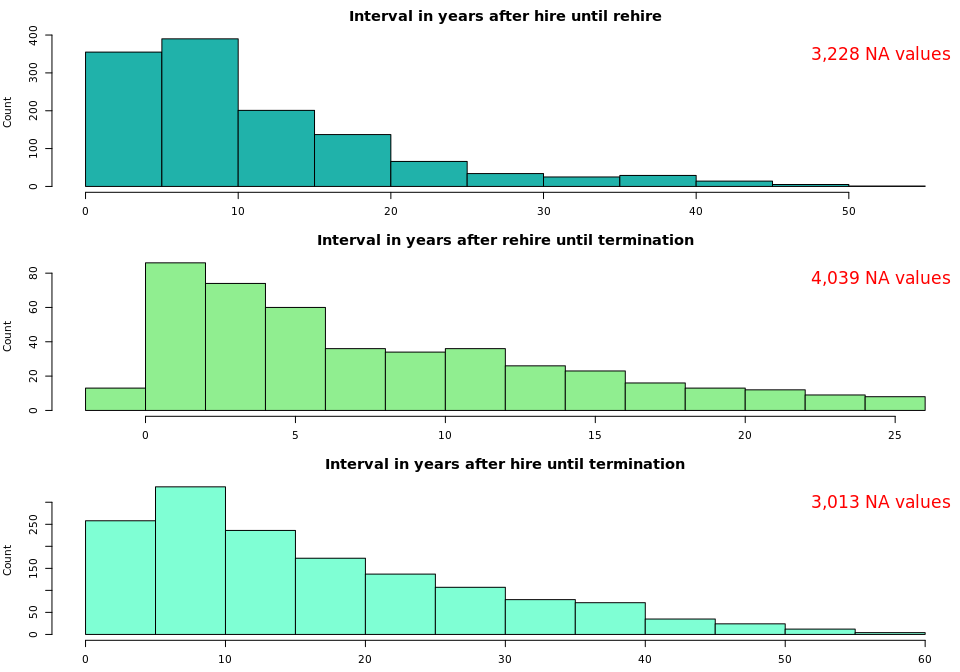 Interval in years after hire until rehire
3,228 NA values
Count
0 100 200 300 400
0 10 20 30 40 50
Interval in years after rehire until termination
4,039 NA values
Count
0 20 40 60 80
0 5 10 15 20 25
Interval in years after hire until termination
3,013 NA values
Count
0 50 150 250
0 10 20 30 40 50 60